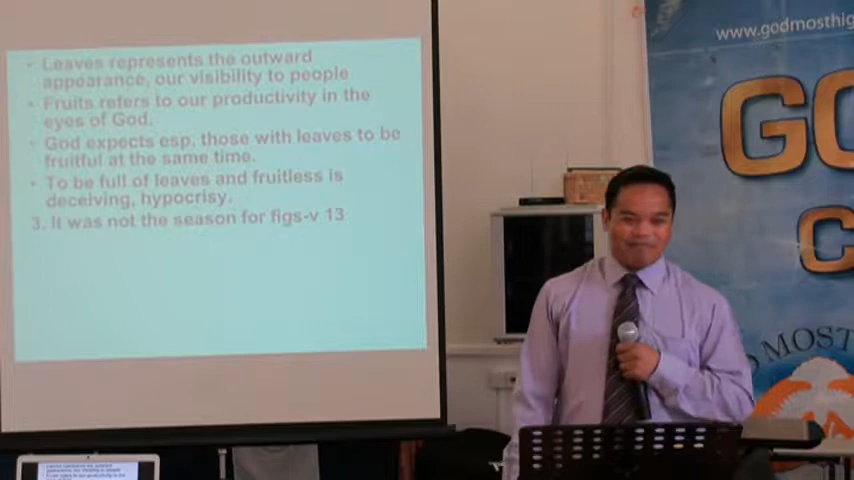 • Leaves represents the outward
appearance, our visibility to people
• Fruits refers to our productivity in the
eyes of God.
• God expects esp. those with leaves to be
fruitful at the same time.
• To be full of leaves and fruitless is
deceiving, hypocrisy.
3. It was not the season for figs-v 13
www.godmosthig
GO
C
D MOST